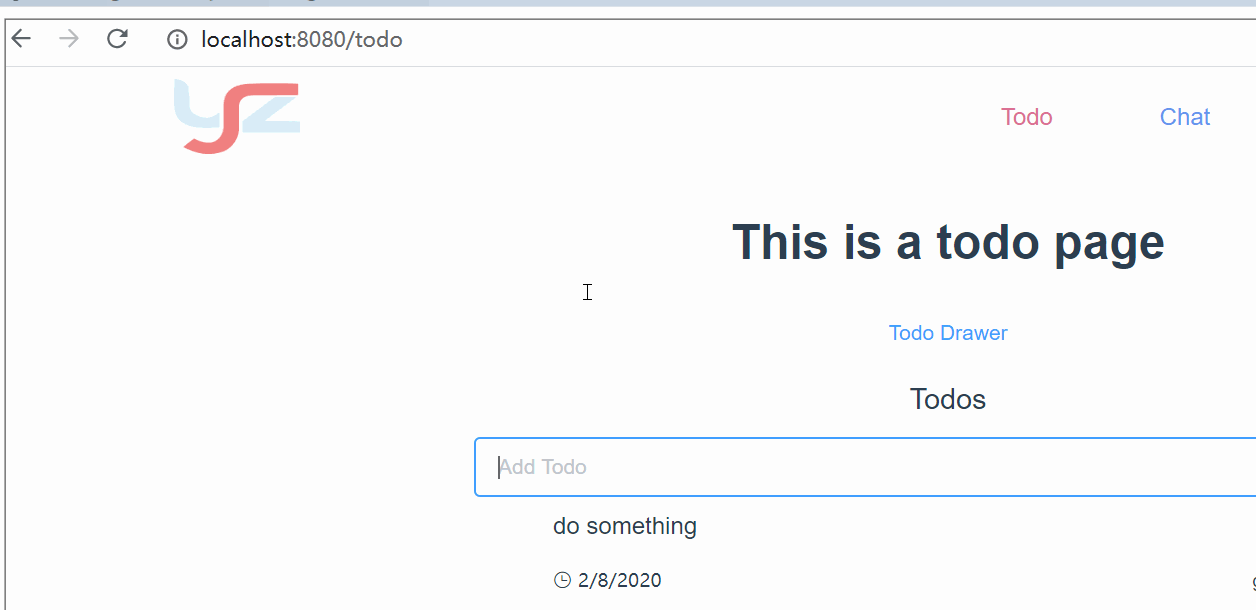 localhost:8080/todo
yz
Todo
Chat
This is a todo page
Todo Drawer
Todos
Add Todo
do something
2/8/2020